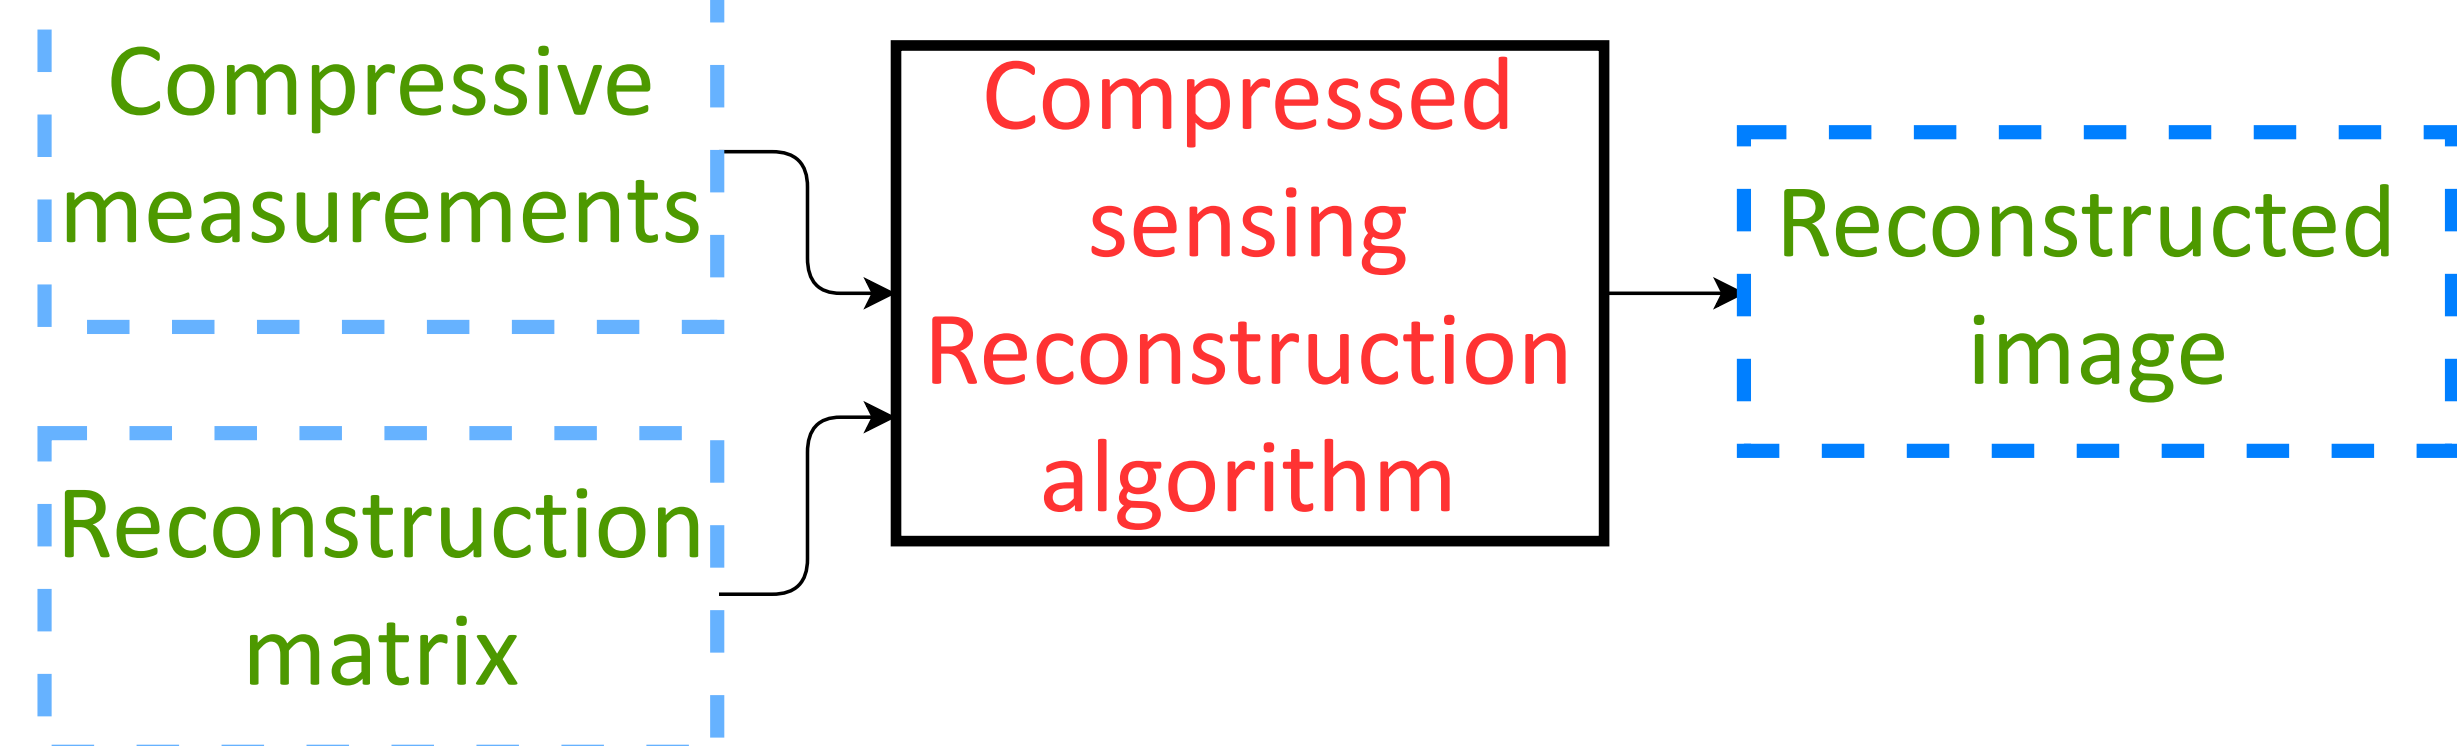 Compressive
measurements
Reconstruction
matrix
Compressed
sensing
Reconstruction
algorithm
Reconstructed
image